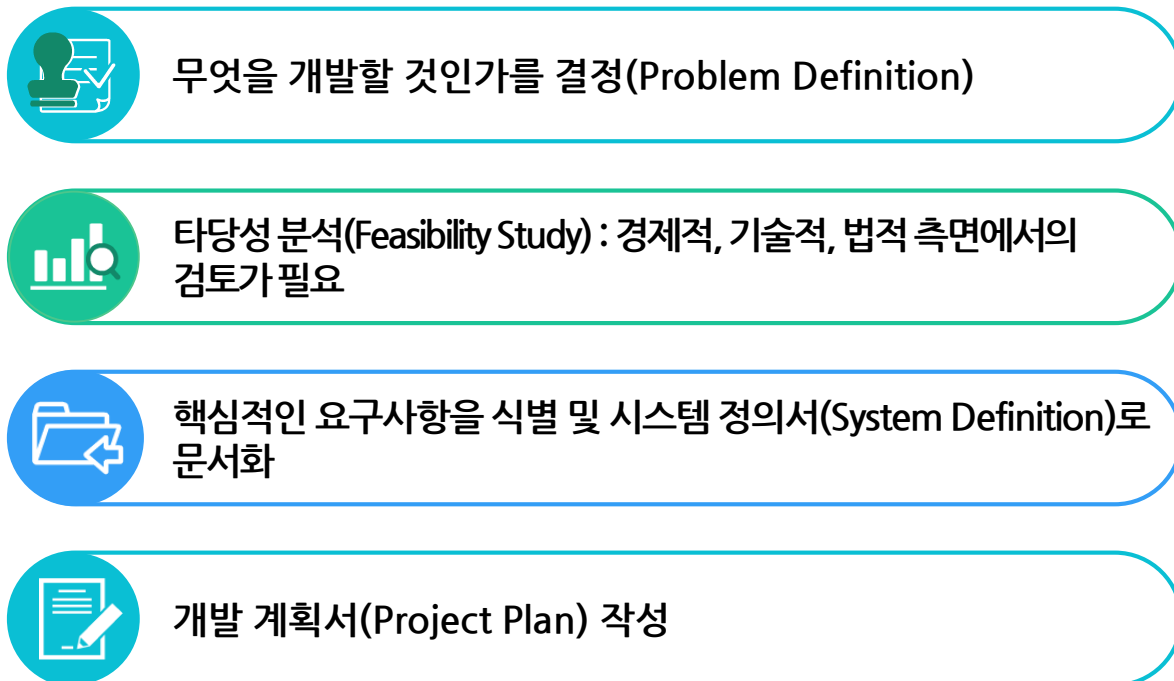 무엇을 개발할 것인가를 결정(Problem Definition)
타당성 분석(Feasibility Study) : 경제적, 기술적, 법적 측면에서의
검토가 필요
핵심적인 요구사항을 식별 및 시스템 정의서(System Definition)로
문서화
개발 계획서(Project Plan) 작성